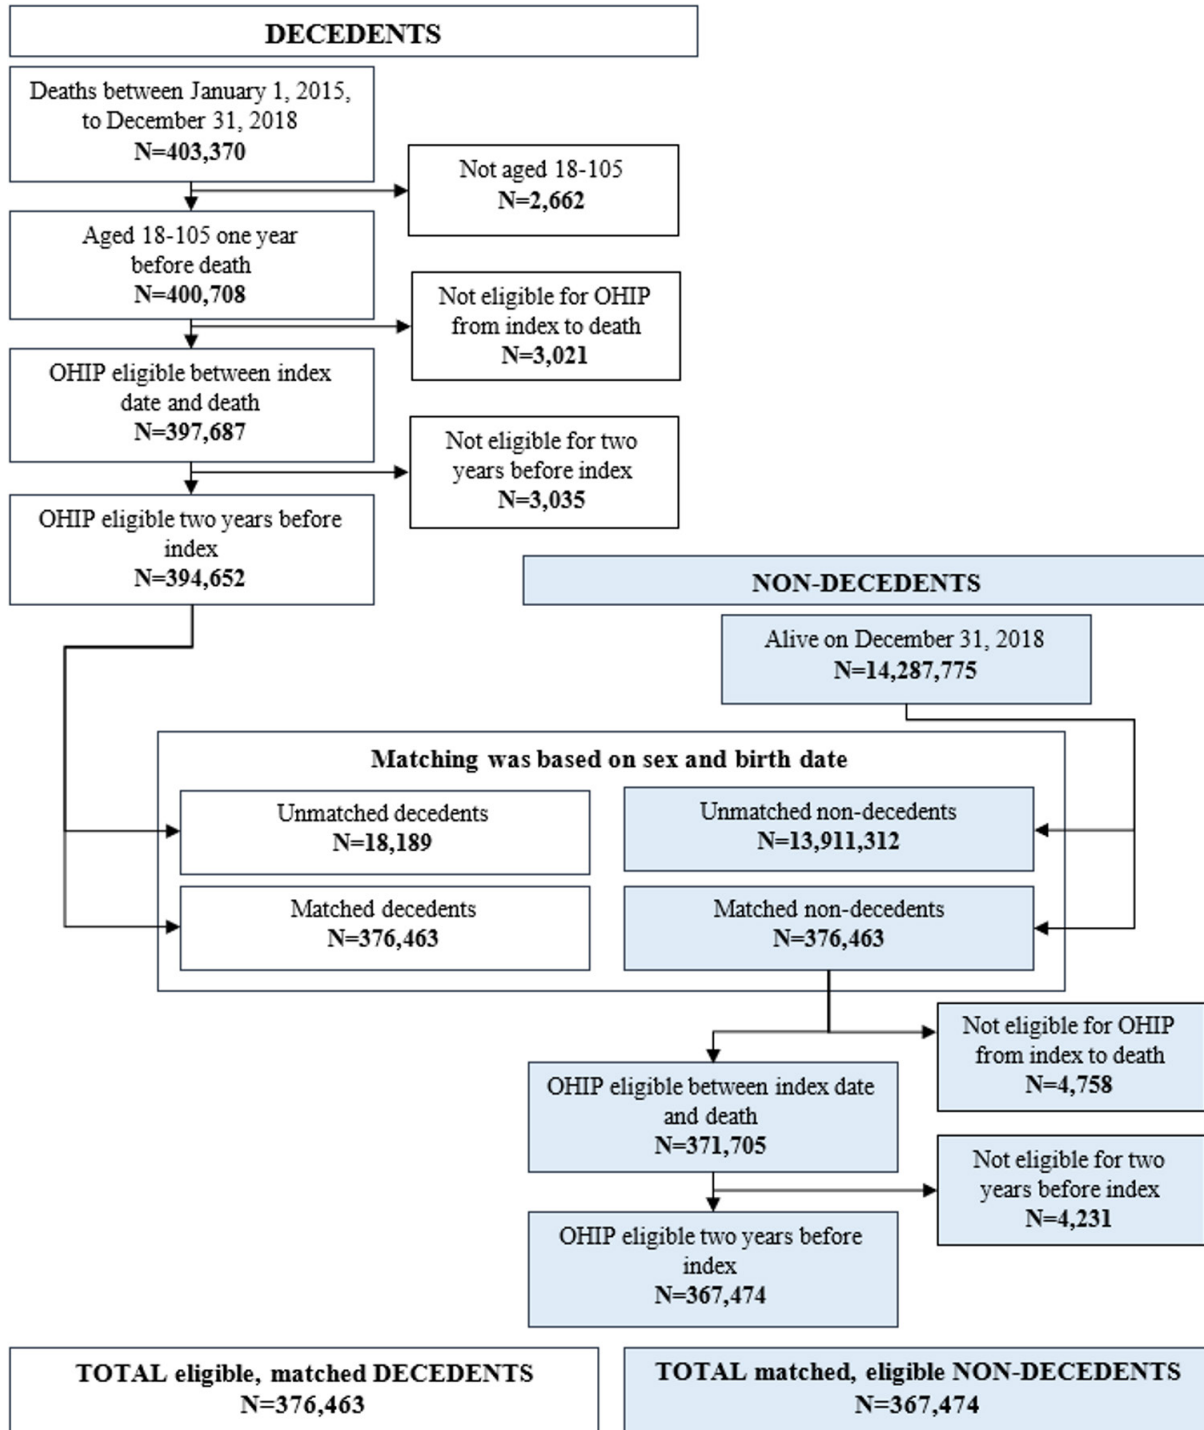 DECEDENTS
Deaths between January 1, 2015,
to December 31, 2018
N=403,370
Not aged 18-105
N=2,662
Aged 18-105 one year
before death
N=400,708
Not eligible for OHIP
from index to death
N=3,021
OHIP eligible between index
date and death
N=397,687
Not eligible for two
years before index
N=3,035
OHIP eligible two years before
index
N=394,652
NON-DECEDENTS
Alive on December 31, 2018
N=14,287,775
Matching was based on sex and birth date
Unmatched decedents
N=18,189
Unmatched non-decedents
N=13,911,312
Matched decedents
N=376,463
Matched non-decedents
N=376,463
Not eligible for OHIP
from index to death
N=4,758
OHIP eligible between index date
and death
N=371,705
Not eligible for two
years before index
N=4,231
OHIP eligible two years before
index
N=367,474
TOTAL eligible, matched DECEDENTS
N=376,463
TOTAL matched, eligible NON-DECEDENTS
N=367,474